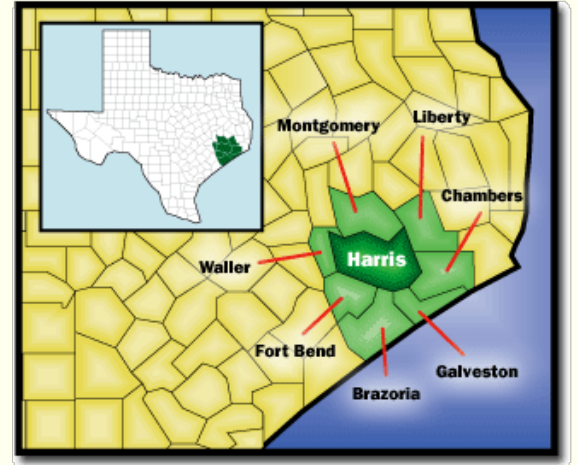 Montgomery
Liberty
Chambers
Waller
Harris
Fort Bend
Galveston
Brazoria